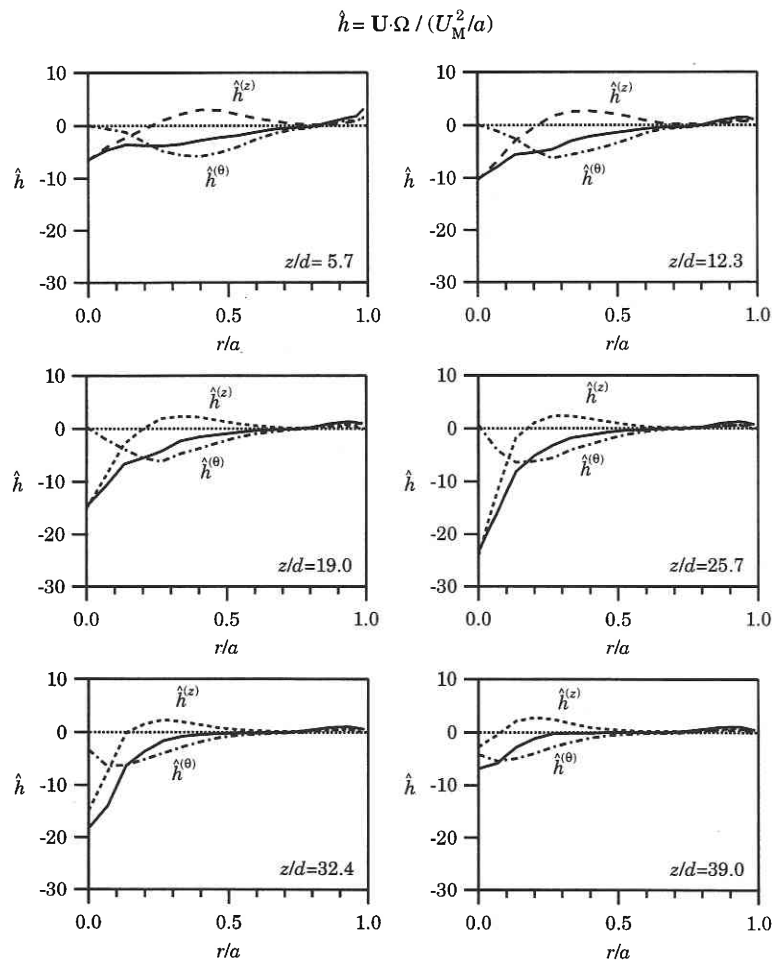 ĥ = U·Ω / (U_M^2/a)
10
0
-10
-20
-30
ĥ
ĥ^(z)
ĥ^(θ)
z/d= 5.7
0.0 0.5 1.0
r/a
10
0
-10
-20
-30
ĥ
ĥ^(z)
ĥ^(θ)
z/d=12.3
0.0 0.5 1.0
r/a
10
0
-10
-20
-30
ĥ
ĥ^(z)
ĥ^(θ)
z/d=19.0
0.0 0.5 1.0
r/a
10
0
-10
-20
-30
ĥ
ĥ^(z)
ĥ^(θ)
z/d=25.7
0.0 0.5 1.0
r/a
10
0
-10
-20
-30
ĥ
ĥ^(z)
ĥ^(θ)
z/d=32.4
0.0 0.5 1.0
r/a
10
0
-10
-20
-30
ĥ
ĥ^(z)
ĥ^(θ)
z/d=39.0
0.0 0.5 1.0
r/a